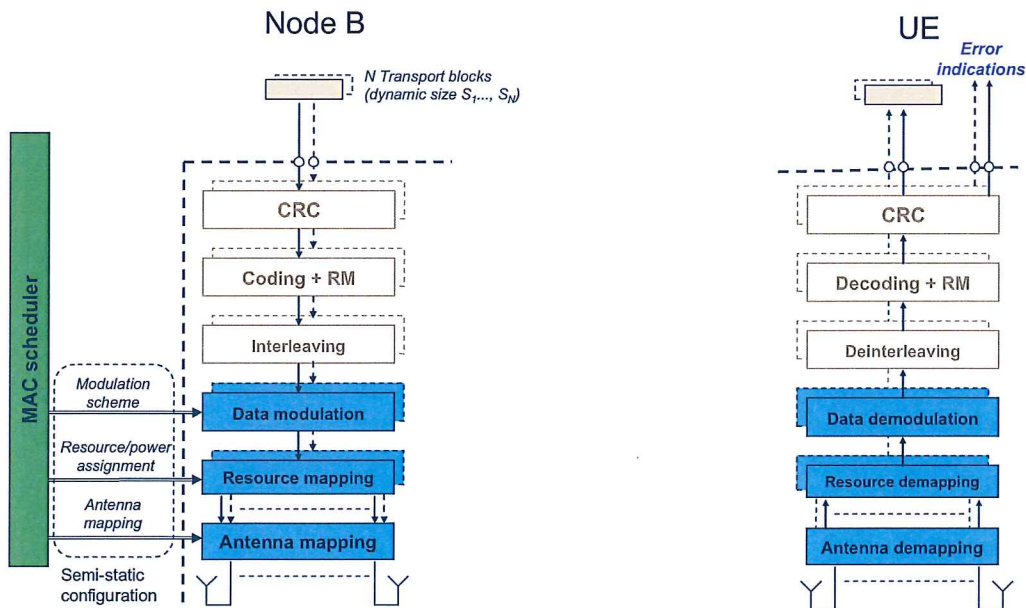 Node B
UE
N Transport blocks
(dynamic size S1..., SN)
Error
indications
MAC scheduler
CRC
Coding + RM
Interleaving
Modulation
scheme
Data modulation
Resource/power
assignment
Resource mapping
Antenna
mapping
Antenna mapping
Semi-static
configuration
CRC
Decoding + RM
Deinterleaving
Data demodulation
Resource demapping
Antenna demapping